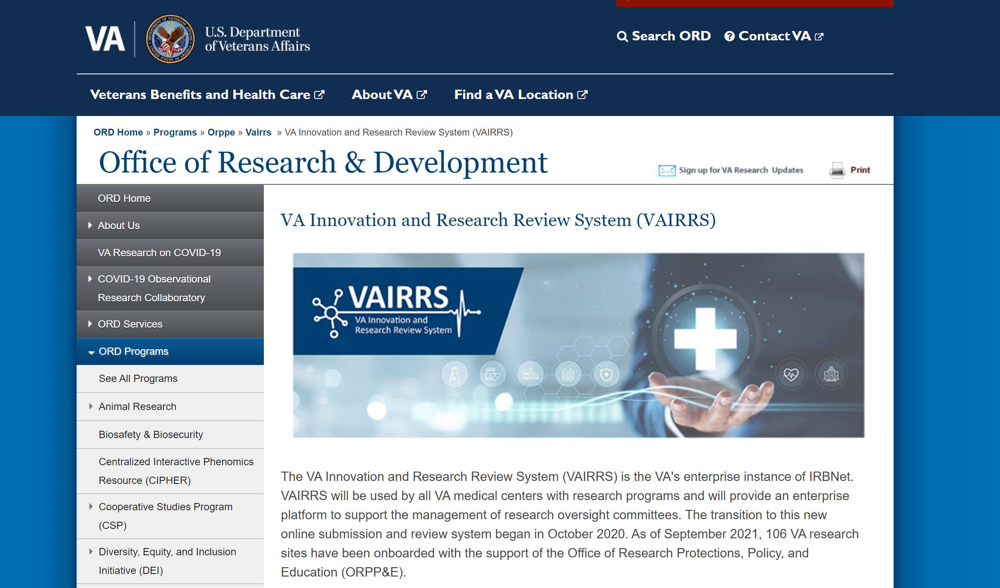 VA
U.S. Department
of Veterans Affairs
DEPARTMENT OF VETERANS AFFAIRS
UNITED STATES OF AMERICA
Search ORD
Contact VA
Veterans Benefits and Health Care
About VA
Find a VA Location
ORD Home » Programs » Orppe » Vairrs » VA Innovation and Research Review System (VAIRRS)
Office of Research & Development
Sign up for VA Research Updates
Print
ORD Home
About Us
VA Research on COVID-19
COVID-19 Observational
Research Collaboratory
ORD Services
ORD Programs
See All Programs
Animal Research
Biosafety & Biosecurity
Centralized Interactive Phenomics
Resource (CIPHER)
Cooperative Studies Program
(CSP)
Diversity, Equity, and Inclusion
Initiative (DEI)
VA Innovation and Research Review System (VAIRRS)
VAIRRS
VA Innovation and
Research Review System
The VA Innovation and Research Review System (VAIRRS) is the VA's enterprise instance of IRBNet.
VAIRRS will be used by all VA medical centers with research programs and will provide an enterprise
platform to support the management of research oversight committees. The transition to this new
online submission and review system began in October 2020. As of September 2021, 106 VA research
sites have been onboarded with the support of the Office of Research Protections, Policy, and
Education (ORPP&E).